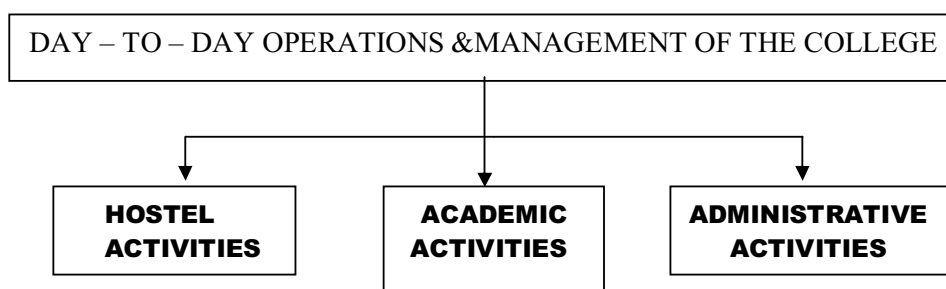 DAY – TO – DAY OPERATIONS &MANAGEMENT OF THE COLLEGE
HOSTEL
ACTIVITIES
ACADEMIC
ACTIVITIES
ADMINISTRATIVE
ACTIVITIES